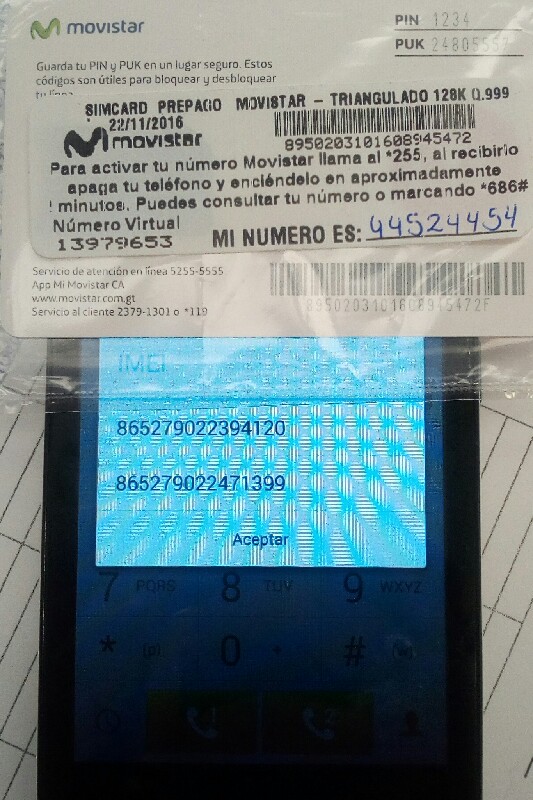 movistar
PIN 1234
PUK
Guarda tu PIN y PUK en un lugar seguro. Estos
códigos son útiles para bloquear y desbloquear
tu línea
SIMCARD PREPAGO MOVISTAR - TRIANGULADO 128K Q.999
22/11/2016
movistar
8950203101608945472
Para activar tu número Movistar llama al *255, al recibirlo
apaga tu teléfono y enciéndelo en aproximadamente
minutos. Puedes consultar tu número o marcando *686#
Número Virtual
13979653
MI NUMERO ES: 44524454
Servicio de atención en línea 5255-5555
App Mi Movistar CA
www.movistar.com.gt
Servicio al cliente 2379-1301 o *119
8950203101608945472F
IMEI
865279022394120
865279022471399
Aceptar
7 PQRS 8 TUV 9 WXYZ
* (p) 0 + #